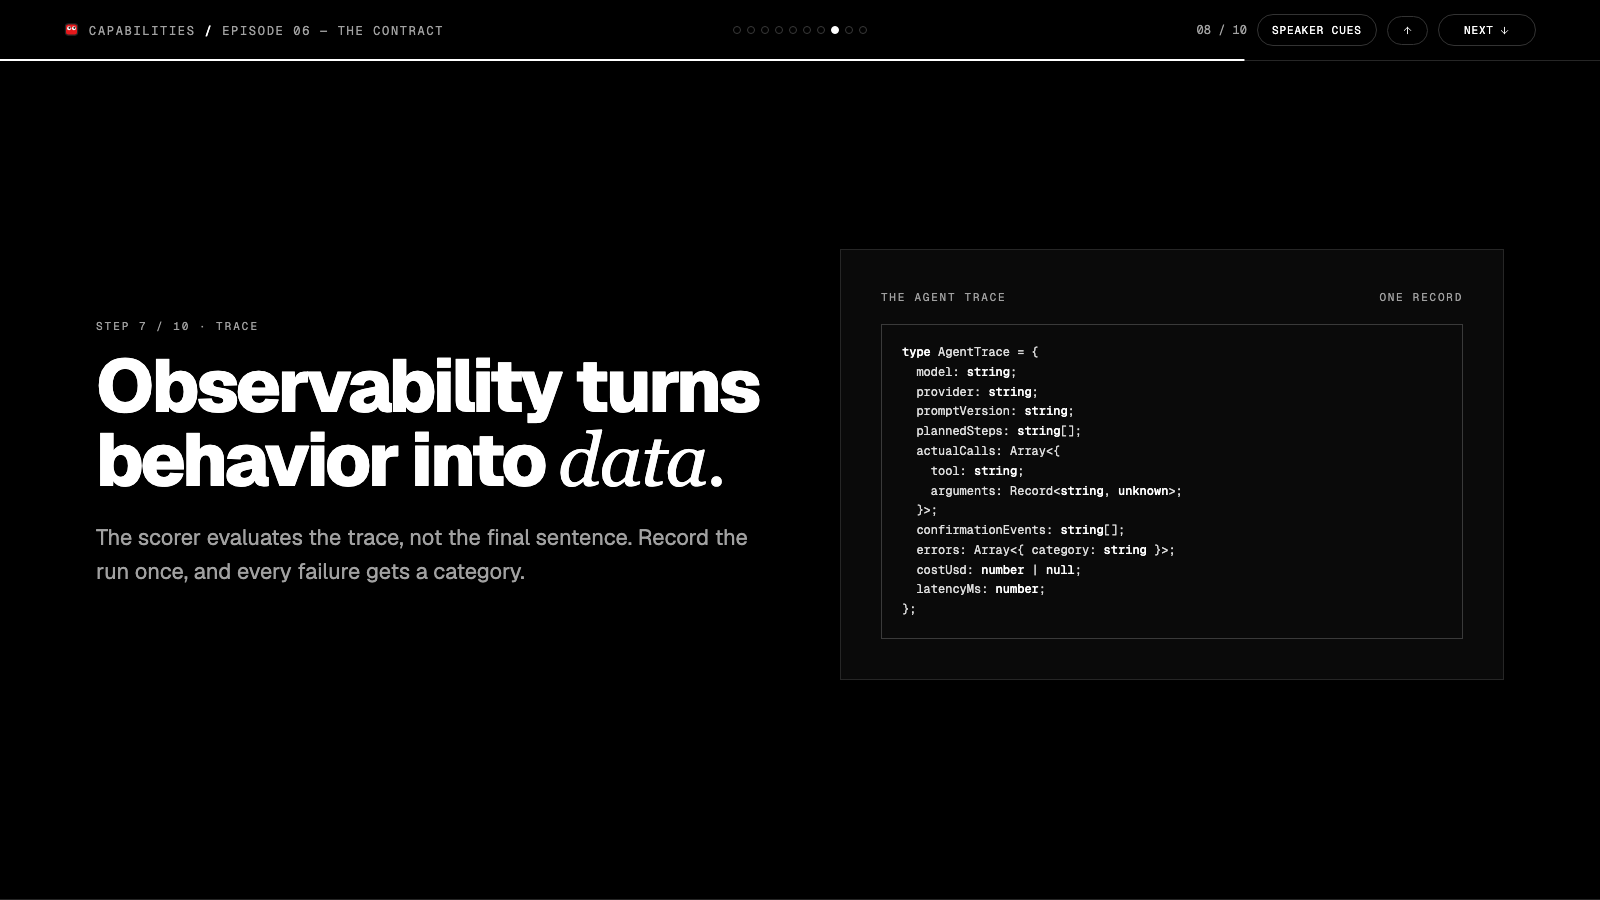 CAPABILITIES / EPISODE 06 — THE CONTRACT
08 / 10
SPEAKER CUES
↑
NEXT ↓
STEP 7 / 10 · TRACE
Observability turns
behavior into data.
The scorer evaluates the trace, not the final sentence. Record the
run once, and every failure gets a category.
THE AGENT TRACE
ONE RECORD
type AgentTrace = {
  model: string;
  provider: string;
  promptVersion: string;
  plannedSteps: string[];
  actualCalls: Array<{
    tool: string;
    arguments: Record<string, unknown>;
  }>;
  confirmationEvents: string[];
  errors: Array<{ category: string }>;
  costUsd: number | null;
  latencyMs: number;
};